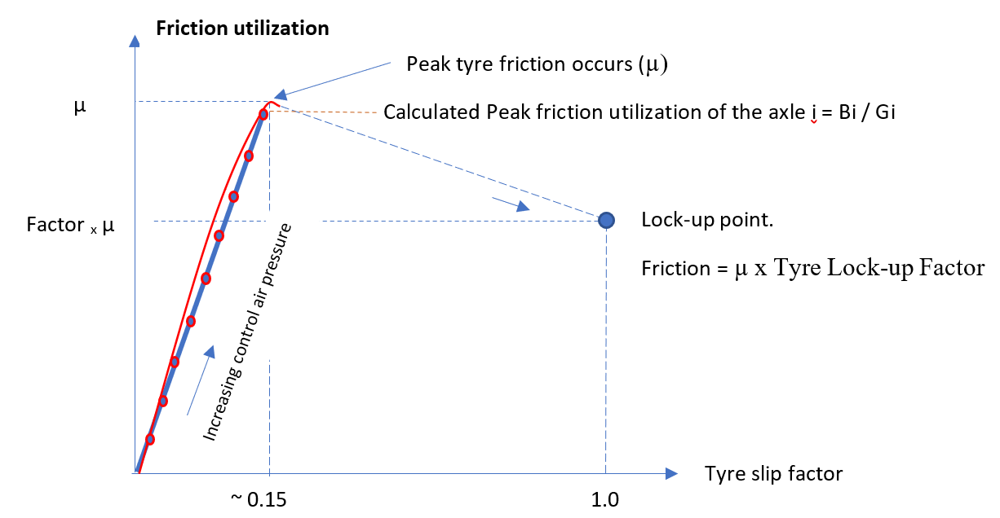 Friction utilization
Peak tyre friction occurs (μ)
μ
Calculated Peak friction utilization of the axle i = Bi / Gi
Factor x μ
Lock-up point.
Friction = μ x Tyre Lock-up Factor
Increasing control air pressure
Tyre slip factor
~ 0.15
1.0